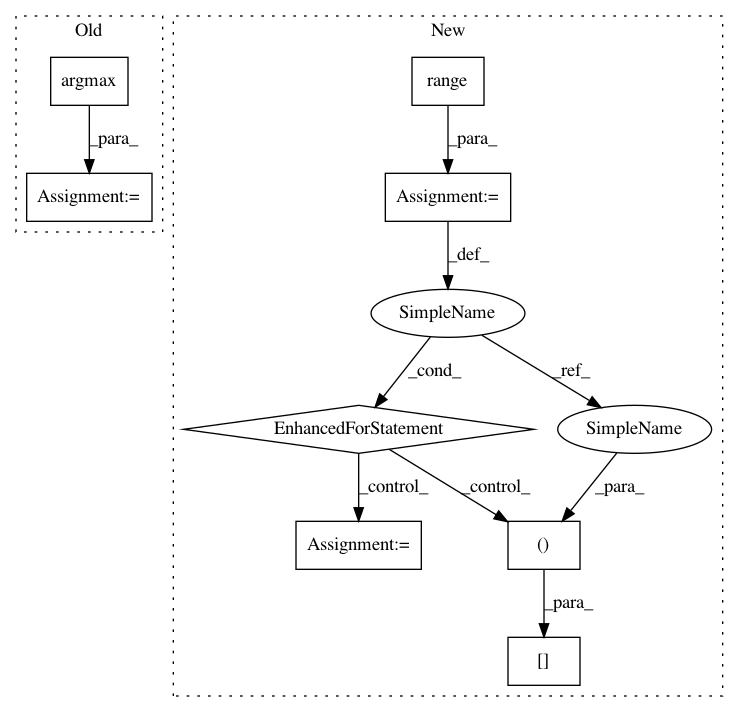 Old
New
argmax
range
_para_
_para_
Assignment:=
Assignment:=
_def_
SimpleName
_cond_
_ref_
EnhancedForStatement
SimpleName
_control_
_control_
_para_
Assignment:=
()
_para_
[]